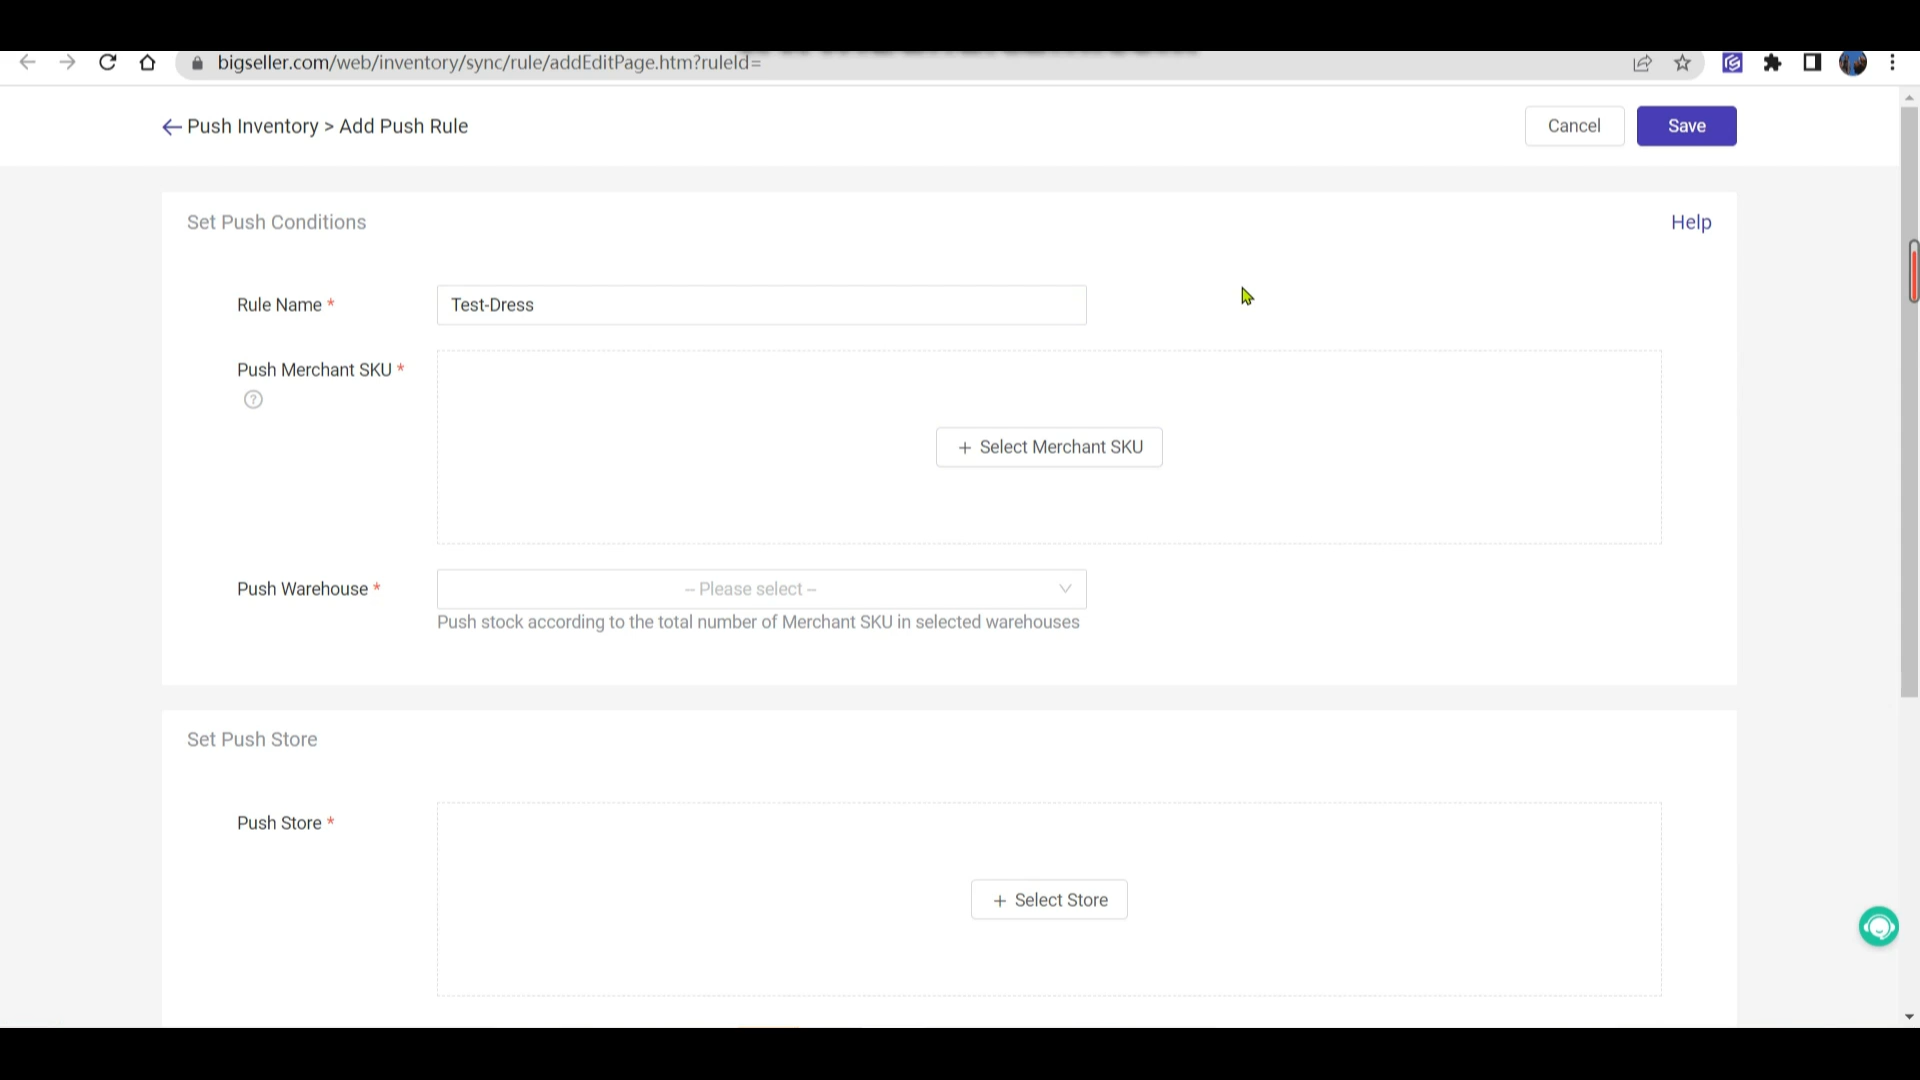 bigseller.com/web/inventory/sync/rule/addEditPage.htm?ruleId=
Push Inventory > Add Push Rule
Cancel
Save
Set Push Conditions
Help
Rule Name *
Test-Dress
Push Merchant SKU *
?
+ Select Merchant SKU
Push Warehouse *
-- Please select --
Push stock according to the total number of Merchant SKU in selected warehouses
Set Push Store
Push Store *
+ Select Store